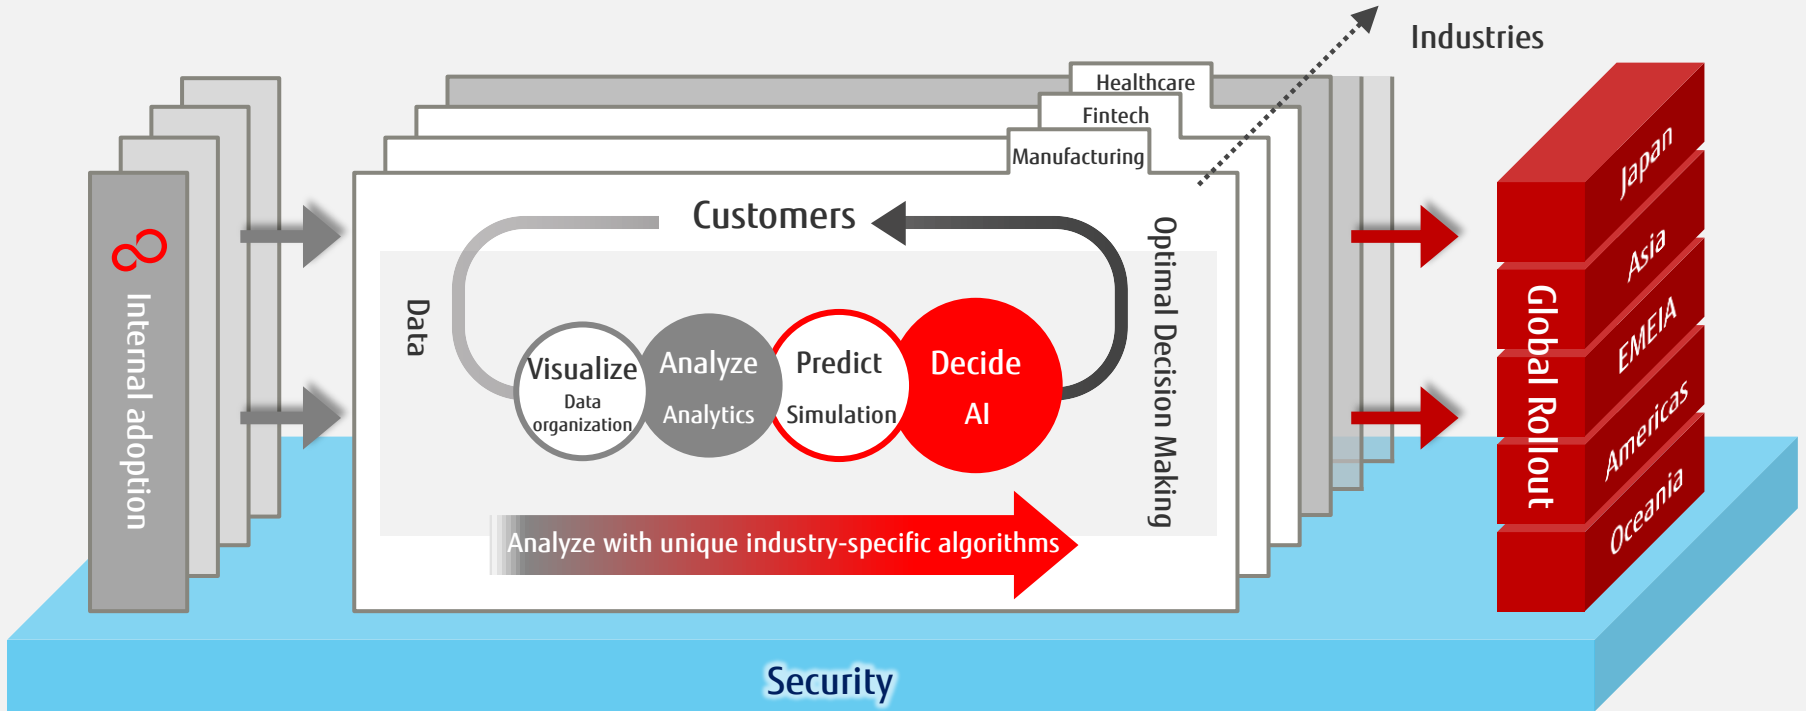 Industries
Healthcare
Fintech
Manufacturing
Customers
Data
Visualize
Data
organization
Analyze
Analytics
Predict
Simulation
Decide
AI
Optimal Decision Making
Analyze with unique industry-specific algorithms
Internal adoption
Global Rollout
Japan
Asia
EMEIA
Americas
Oceania
Security